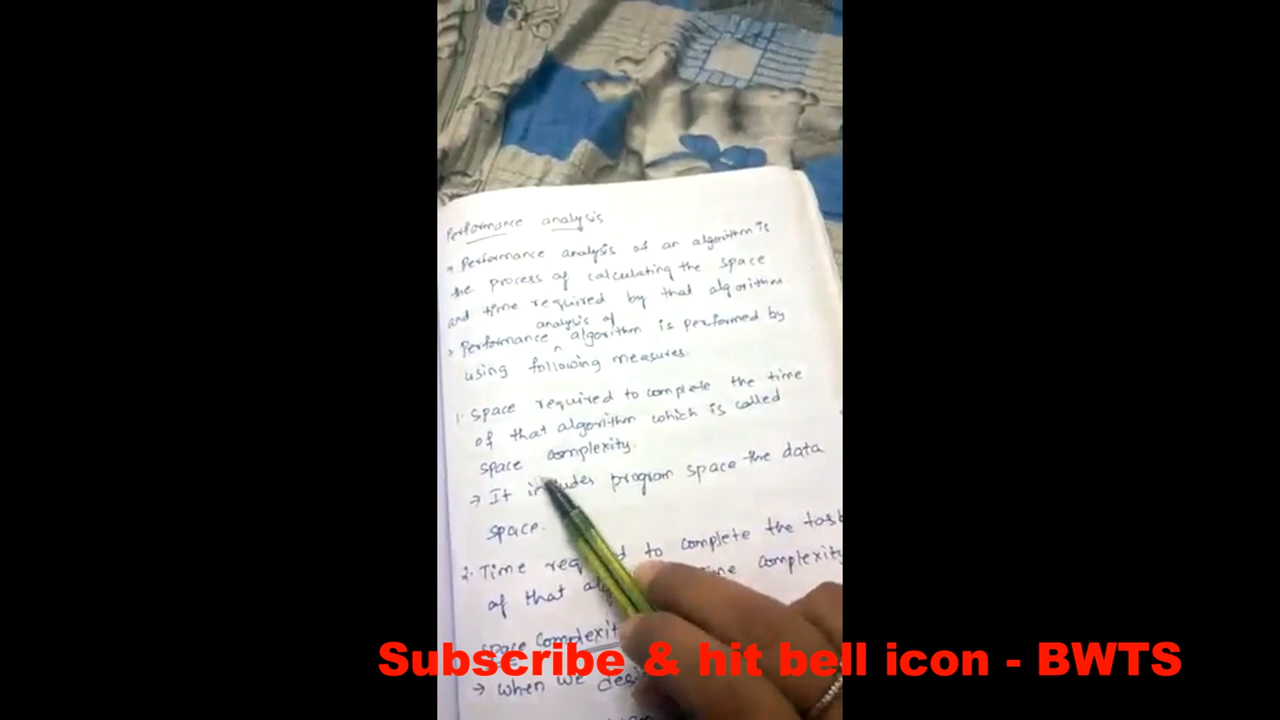 Performance analysis
→ Performance analysis of an algorithm is
the process of calculating the space
and time required by that algorithm
analysis of
→ Performance ^ algorithm is performed by
using following measures.
1. Space required to complete the time
of that algorithm which is called
space complexity.
→ It includes program space the data
space.
2. Time to complete the task
of that complexity
space complexit
→ when we
Subscribe & hit bell icon - BWTS